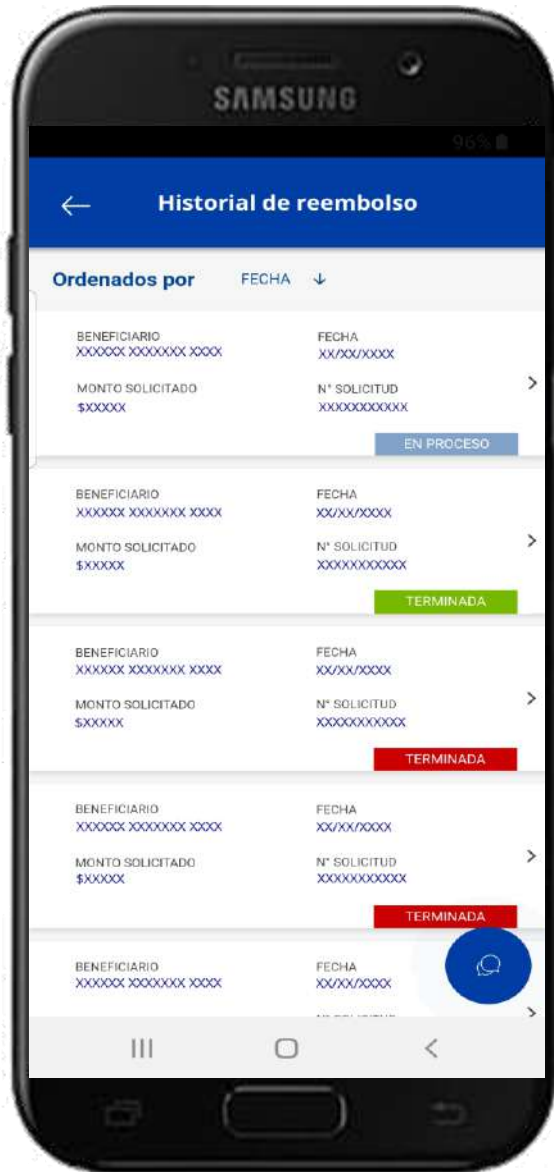 SAMSUNG
96%
Historial de reembolso
Ordenados por FECHA
BENEFICIARIO FECHA
XXXXXX XXXXXXX XXXX XX/XX/XXXX
MONTO SOLICITADO N° SOLICITUD
$XXXXX XXXXXXXXXXX
EN PROCESO
BENEFICIARIO FECHA
XXXXXX XXXXXXX XXXX XX/XX/XXXX
MONTO SOLICITADO N° SOLICITUD
$XXXXX XXXXXXXXXXX
TERMINADA
BENEFICIARIO FECHA
XXXXXX XXXXXXX XXXX XX/XX/XXXX
MONTO SOLICITADO N° SOLICITUD
$XXXXX XXXXXXXXXXX
TERMINADA
BENEFICIARIO FECHA
XXXXXX XXXXXXX XXXX XX/XX/XXXX
MONTO SOLICITADO N° SOLICITUD
$XXXXX XXXXXXXXXXX
TERMINADA
BENEFICIARIO FECHA
XXXXXX XXXXXXX XXXX XX/XX/XXXX